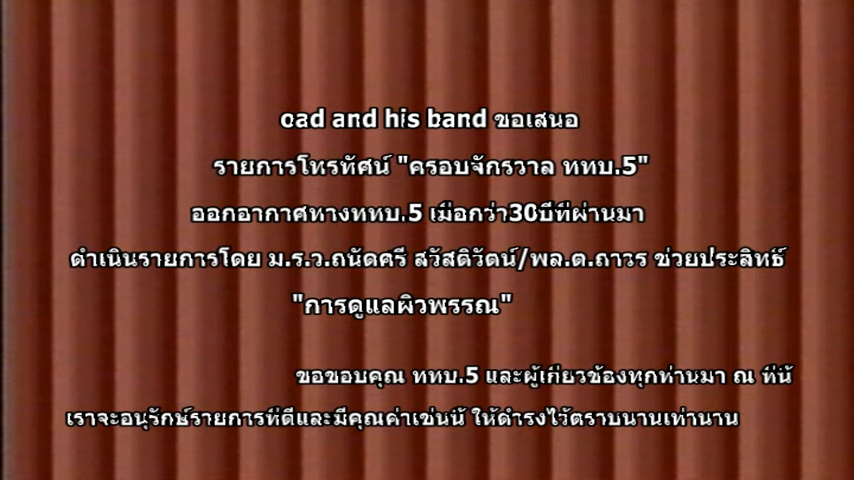 oad and his band ขอเสนอ
รายการโทรทัศน์ "ครอบจักรวาล ททบ.5"
ออกอากาศทางททบ.5 เมื่อกว่า30ปีที่ผ่านมา
ดำเนินรายการโดย ม.ร.ว.ถนัดศรี สวัสดิวัตน์/พล.ต.ถาวร ช่วยประสิทธิ์
"การดูแลผิวพรรณ"
ขอขอบคุณ ททบ.5 และผู้เกี่ยวข้องทุกท่านมา ณ ที่นี้
เราจะอนุรักษ์รายการที่ดีและมีคุณค่าเช่นนี้ ให้ดำรงไว้ตราบนานเท่านาน